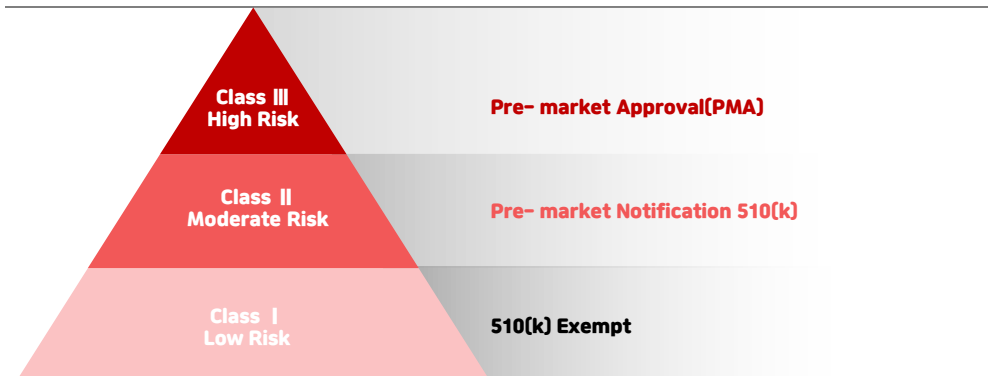 Class Ⅲ
High Risk
Pre- market Approval(PMA)
Class Ⅱ
Moderate Risk
Pre- market Notification 510(k)
Class Ⅰ
Low Risk
510(k) Exempt